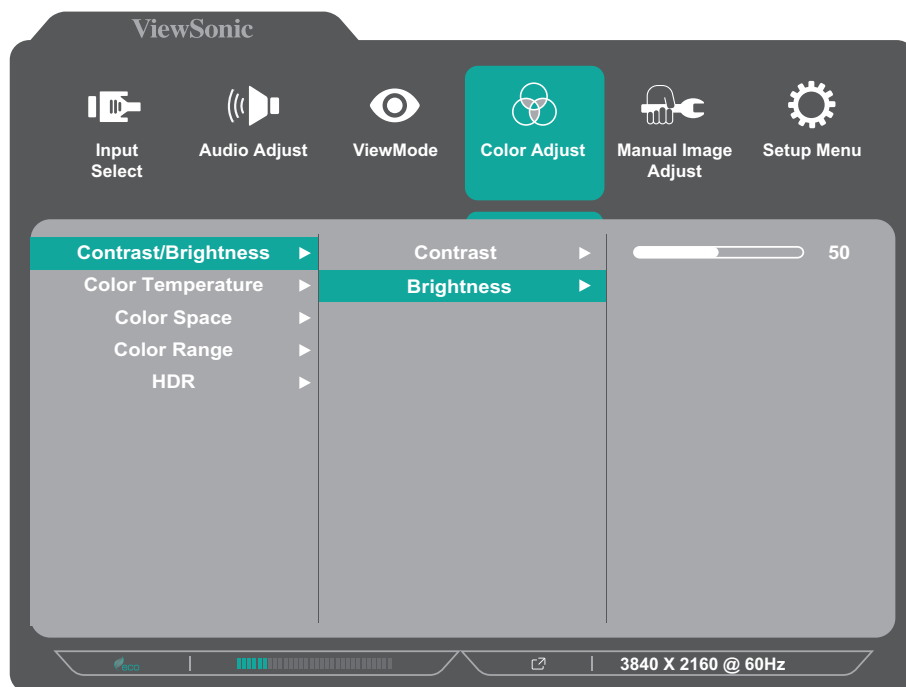 ViewSonic
Input Select
Audio Adjust
ViewMode
Color Adjust
Manual Image Adjust
Setup Menu
Contrast/Brightness
Color Temperature
Color Space
Color Range
HDR
Contrast
Brightness
50
eco
3840 X 2160 @ 60Hz